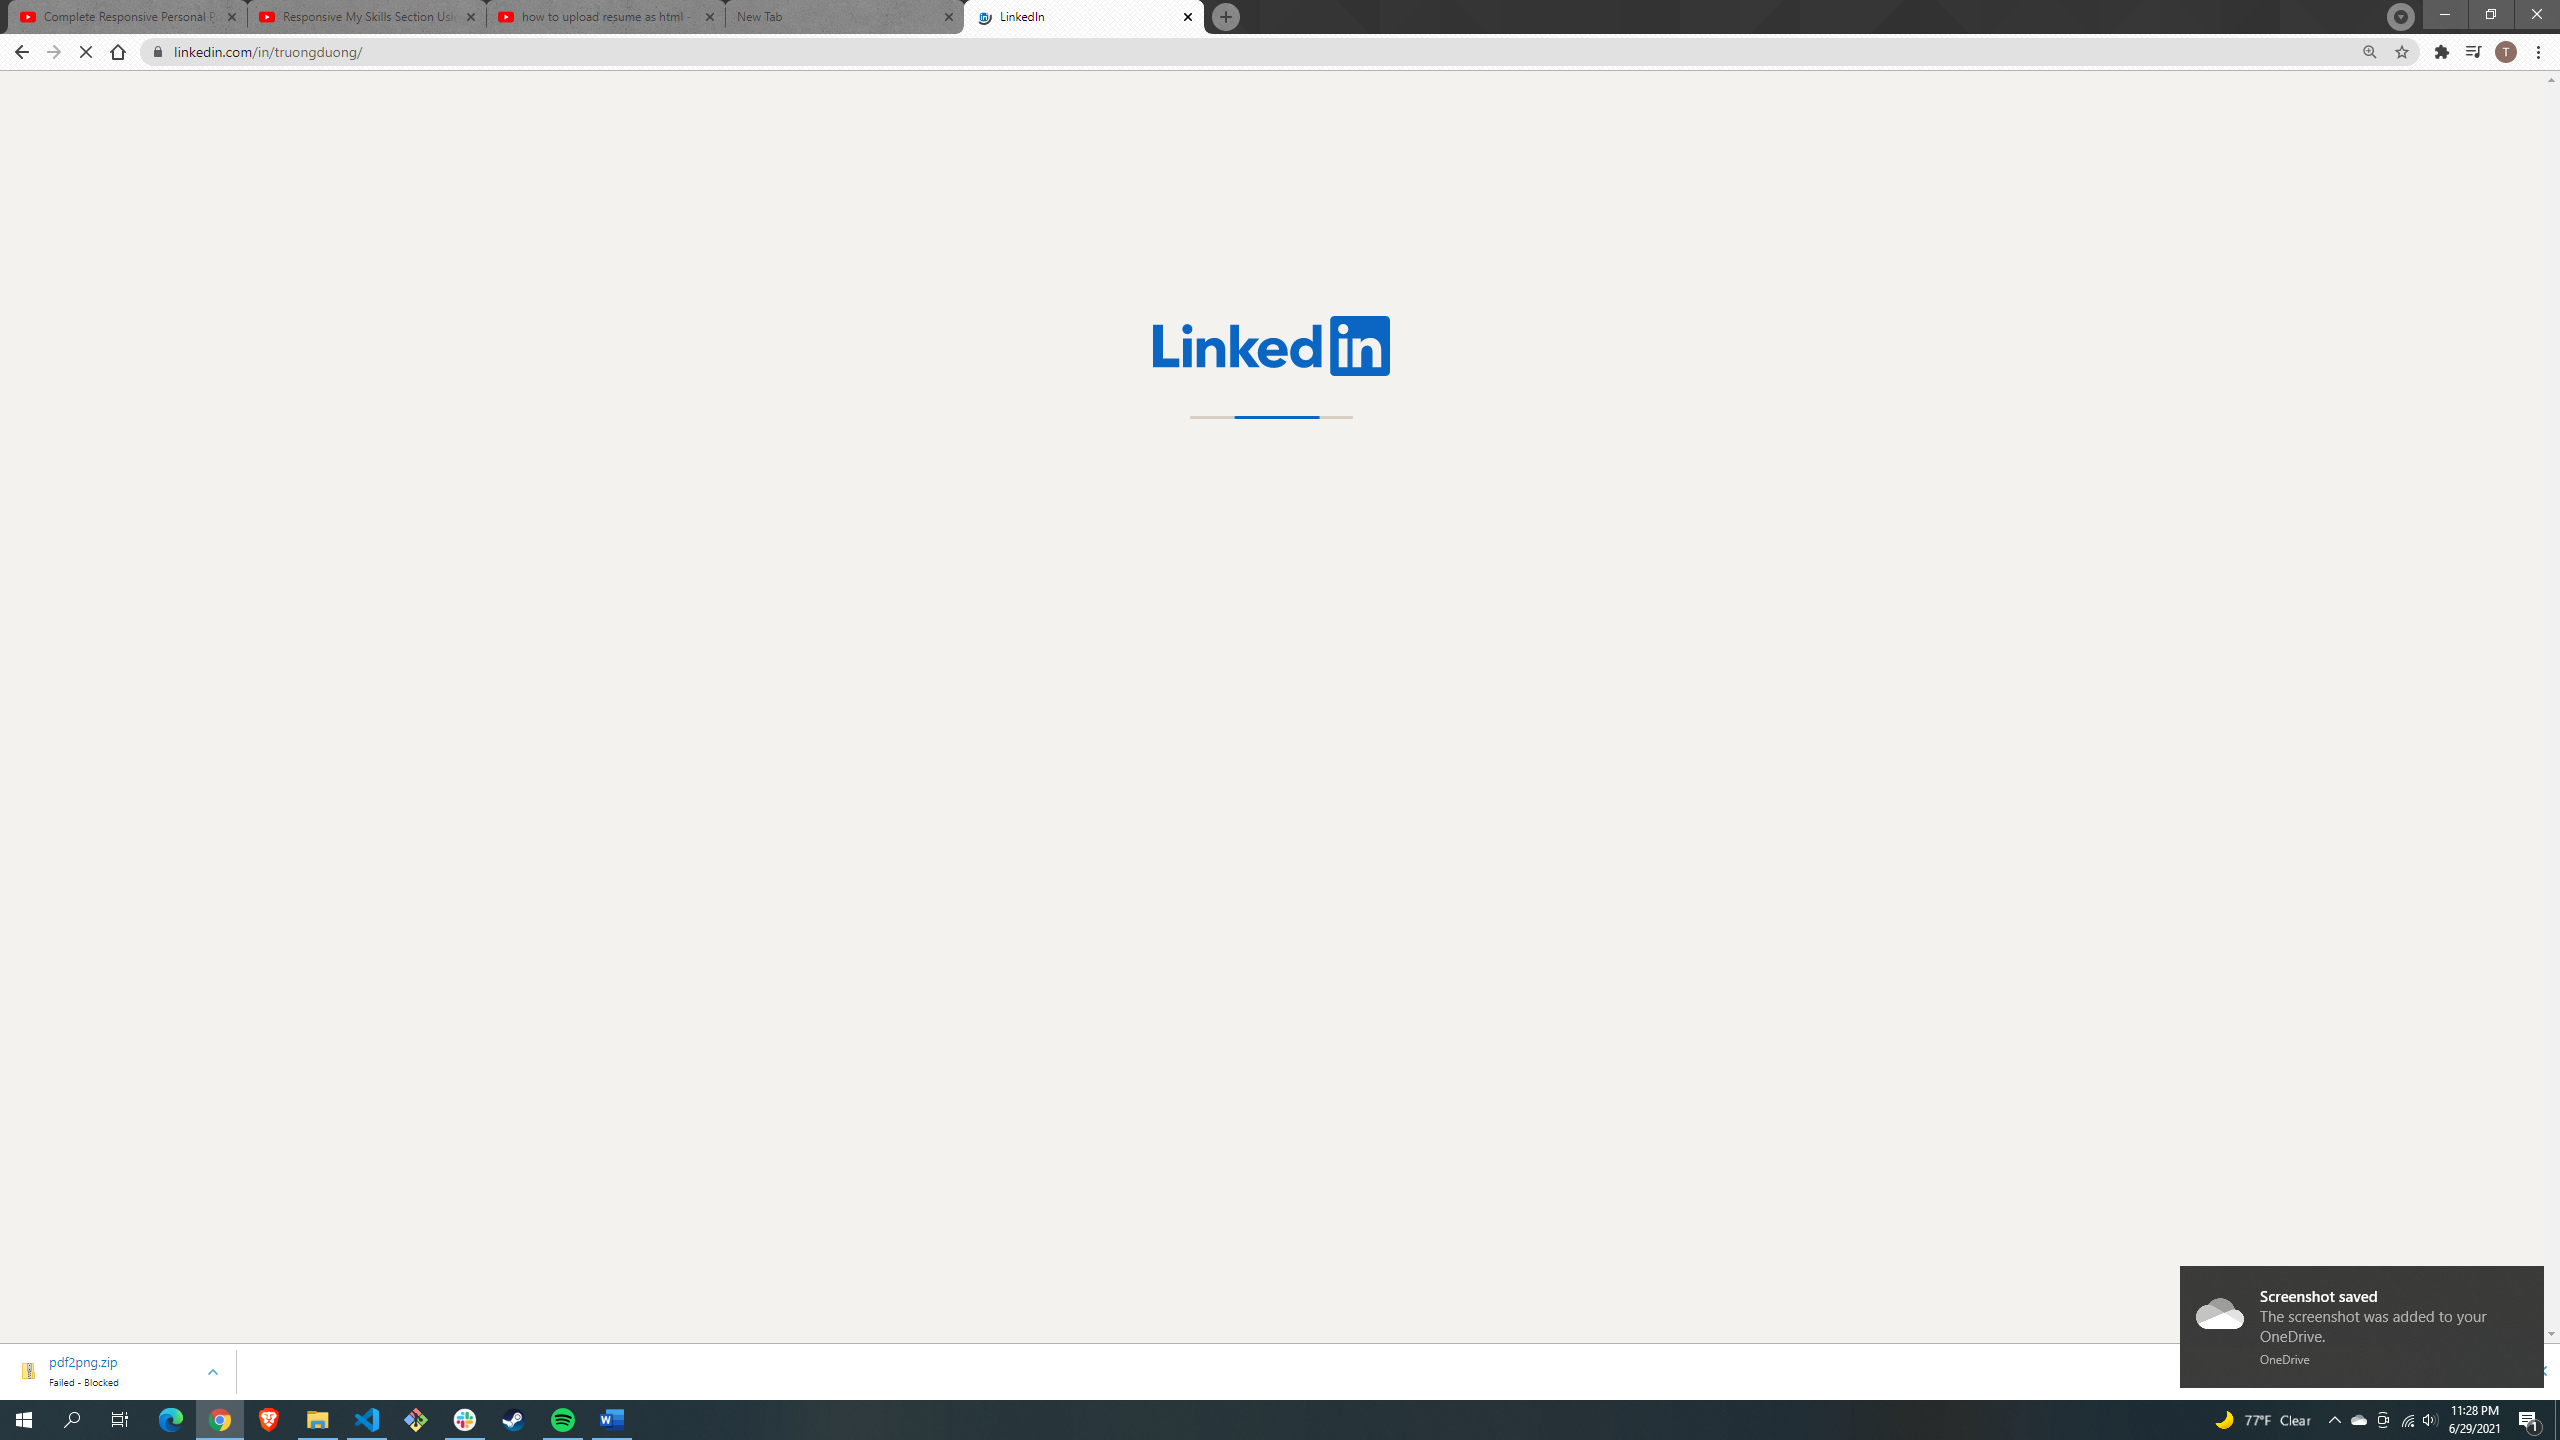 Complete Responsive Personal P
Responsive My Skills Section Usi
how to upload resume as html -
New Tab
LinkedIn
linkedin.com/in/truongduong/
T
Linkedin
Screenshot saved
The screenshot was added to your
OneDrive.
OneDrive
pdf2png.zip
Failed - Blocked
77°F Clear
11:28 PM
6/29/2021
1